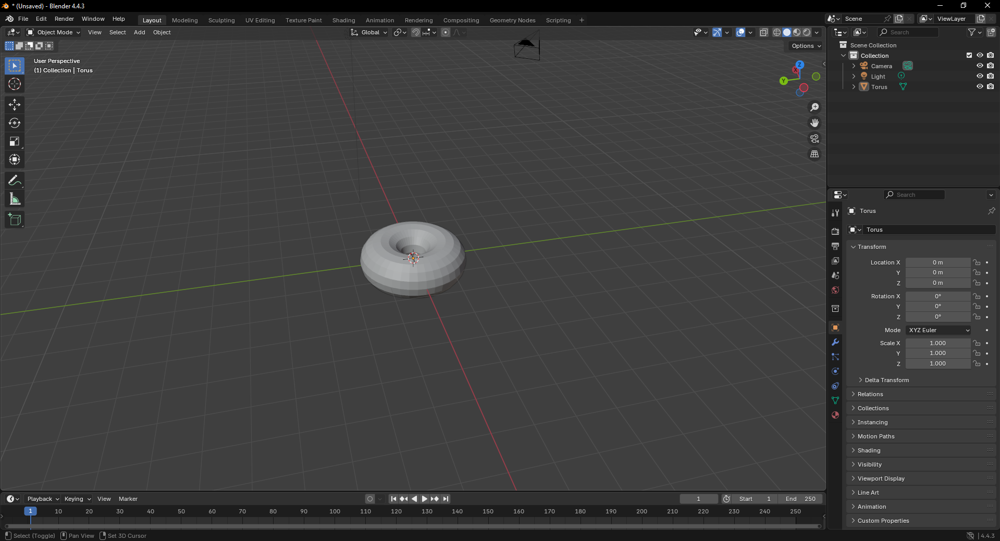 * (Unsaved) - Blender 4.4.3
File Edit Render Window Help Layout Modeling Sculpting UV Editing Texture Paint Shading Animation Rendering Compositing Geometry Nodes Scripting + Scene ViewLayer
Object Mode View Select Add Object Global Search
Options
User Perspective
(1) Collection | Torus
Z
X
Y
Scene Collection
Collection
Camera
Light
Torus
Search
Torus
Torus
Transform
Location X 0 m
Y 0 m
Z 0 m
Rotation X 0°
Y 0°
Z 0°
Mode XYZ Euler
Scale X 1.000
Y 1.000
Z 1.000
Delta Transform
Relations
Collections
Instancing
Motion Paths
Shading
Visibility
Viewport Display
Line Art
Animation
Custom Properties
Playback Keying View Marker 1 Start 1 End 250
1 10 20 30 40 50 60 70 80 90 100 110 120 130 140 150 160 170 180 190 200 210 220 230 240 250
Select (Toggle) Pan View Set 3D Cursor 4.4.3